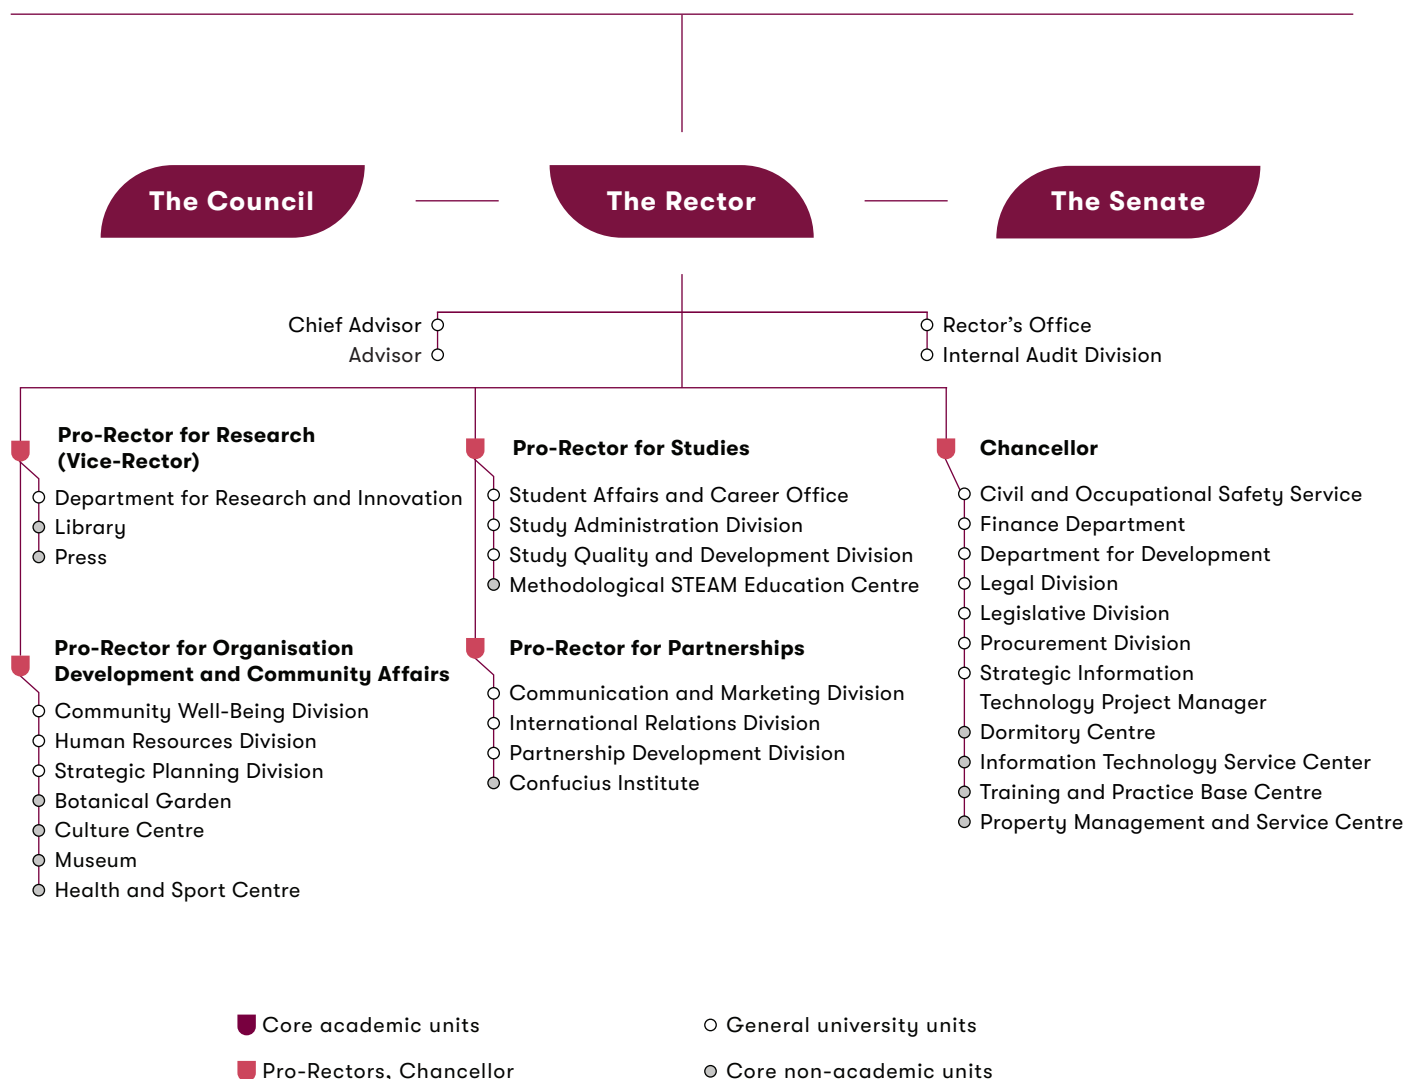 The Council
The Rector
The Senate
Chief Advisor
Advisor
Rector's Office
Internal Audit Division
Pro-Rector for Research
(Vice-Rector)
Department for Research and Innovation
Library
Press
Pro-Rector for Organisation
Development and Community Affairs
Community Well-Being Division
Human Resources Division
Strategic Planning Division
Botanical Garden
Culture Centre
Museum
Health and Sport Centre
Pro-Rector for Studies
Student Affairs and Career Office
Study Administration Division
Study Quality and Development Division
Methodological STEAM Education Centre
Pro-Rector for Partnerships
Communication and Marketing Division
International Relations Division
Partnership Development Division
Confucius Institute
Chancellor
Civil and Occupational Safety Service
Finance Department
Department for Development
Legal Division
Legislative Division
Procurement Division
Strategic Information
Technology Project Manager
Dormitory Centre
Information Technology Service Center
Training and Practice Base Centre
Property Management and Service Centre
Core academic units
Pro-Rectors, Chancellor
General university units
Core non-academic units